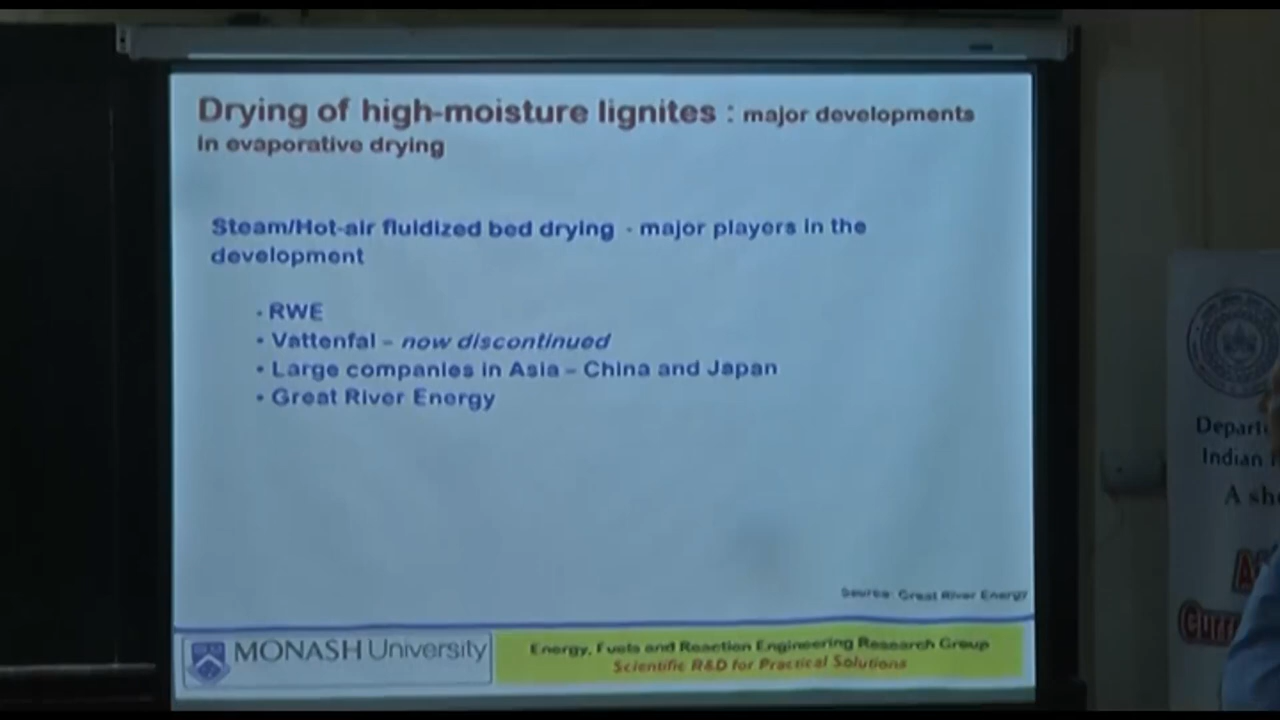 Drying of high-moisture lignites : major developments
in evaporative drying
Steam/Hot-air fluidized bed drying - major players in the
development
• RWE
• Vattenfal – now discontinued
• Large companies in Asia – China and Japan
• Great River Energy
Source: Great River Energy
MONASH University
Energy, Fuels and Reaction Engineering Research Group
Scientific R&D for Practical Solutions
Indian
A